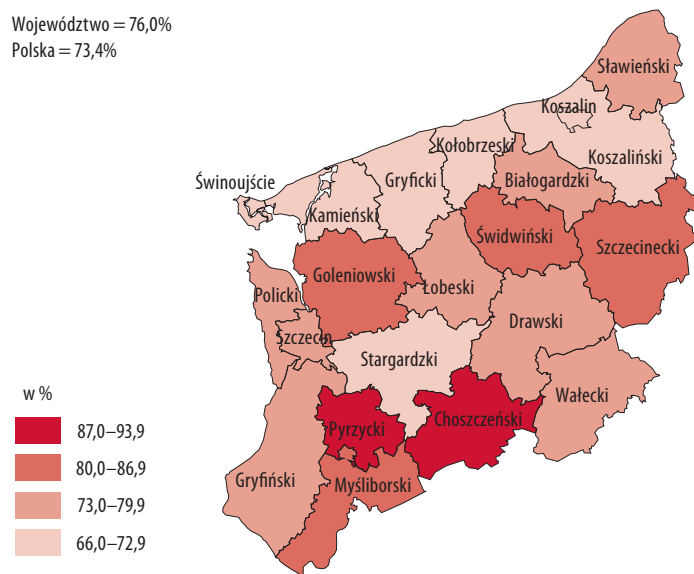 Województwo = 76,0%
Polska = 73,4%
Sławieński
Koszalin
Kołobrzeski
Koszaliński
Świnoujście
Gryficki
Białogardzki
Kamieński
Świdwiński
Szczecinecki
Goleniowski
Policki
Łobeski
Drawski
Szczecin
Stargardzki
Wałecki
w %
87,0–93,9
Pyrzycki
Choszczeński
80,0–86,9
Gryfiński
Myśliborski
73,0–79,9
66,0–72,9